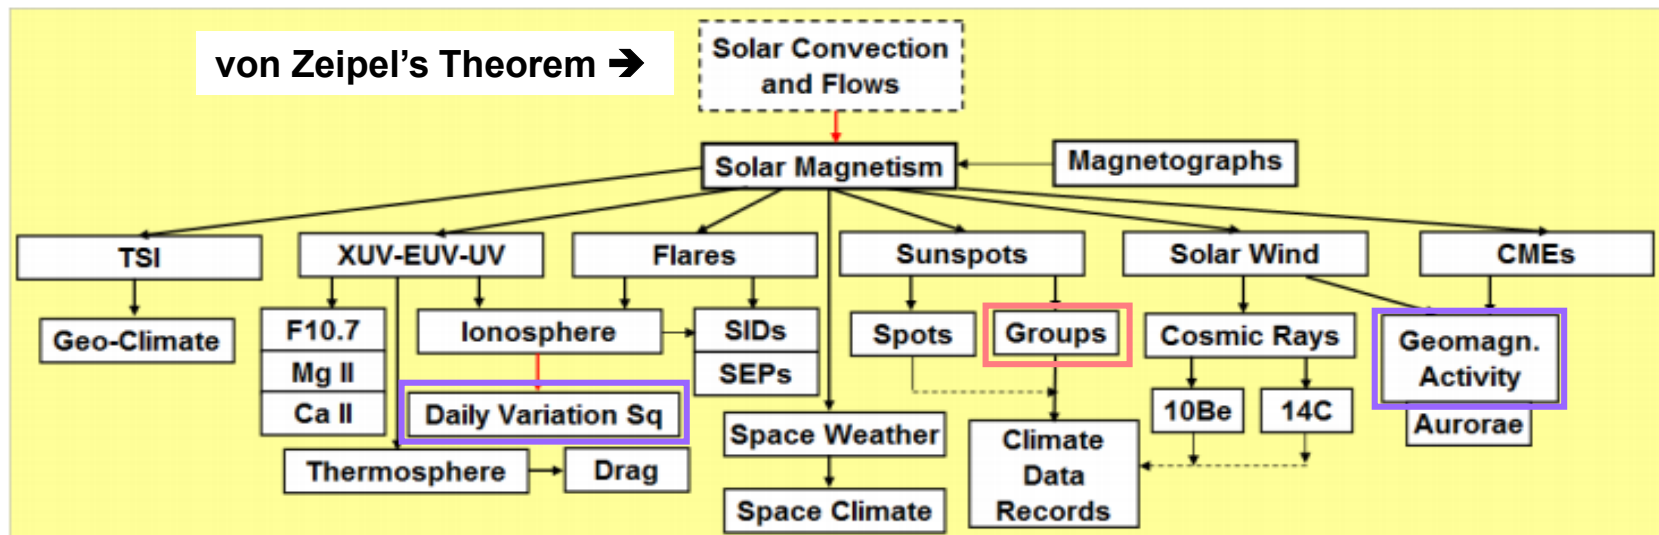 von Zeipel’s Theorem ➔
Solar Convection
and Flows
Solar Magnetism
Magnetographs
TSI
XUV-EUV-UV
Flares
Sunspots
Solar Wind
CMEs
Geo-Climate
F10.7
Mg II
Ca II
Ionosphere
SIDs
SEPs
Spots
Groups
Cosmic Rays
Geomagn.
Activity
Daily Variation Sq
10Be
14C
Aurorae
Thermosphere
Drag
Space Weather
Space Climate
Climate
Data
Records